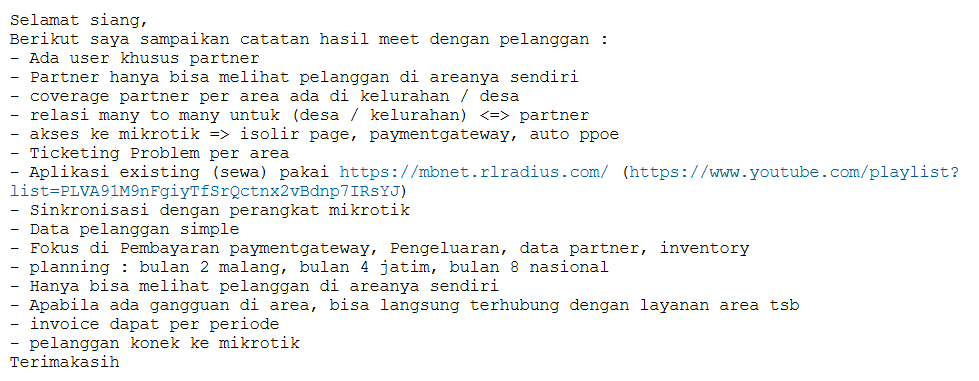 Selamat siang,
Berikut saya sampaikan catatan hasil meet dengan pelanggan :
- Ada user khusus partner
- Partner hanya bisa melihat pelanggan di areanya sendiri
- coverage partner per area ada di kelurahan / desa
- relasi many to many untuk (desa / kelurahan) <=> partner
- akses ke mikrotik => isolir page, paymentgateway, auto ppoe
- Ticketing Problem per area
- Aplikasi existing (sewa) pakai https://mbnet.rlradius.com/ (https://www.youtube.com/playlist?
list=PLVA91M9nFgiyTfSrQctnx2vBdnp7IRsYJ)
- Sinkronisasi dengan perangkat mikrotik
- Data pelanggan simple
- Fokus di Pembayaran paymentgateway, Pengeluaran, data partner, inventory
- planning : bulan 2 malang, bulan 4 jatim, bulan 8 nasional
- Hanya bisa melihat pelanggan di areanya sendiri
- Apabila ada gangguan di area, bisa langsung terhubung dengan layanan area tsb
- invoice dapat per periode
- pelanggan konek ke mikrotik
Terimakasih